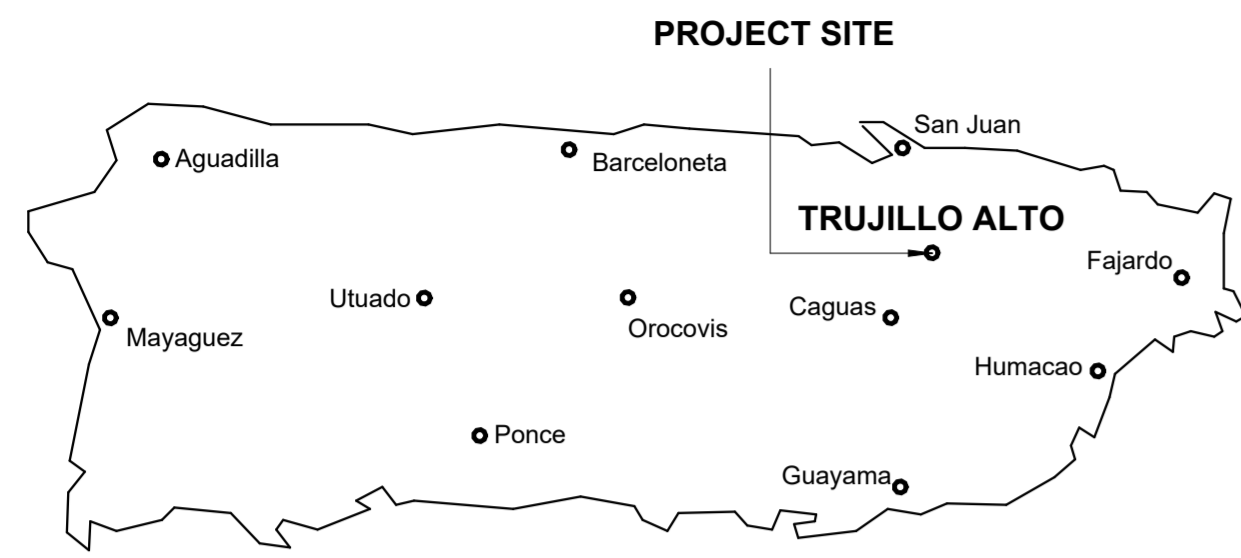 PROJECT SITE
San Juan
Aguadilla
Barceloneta
TRUJILLO ALTO
Fajardo
Utuado
Orocovis
Caguas
Mayaguez
Humacao
Ponce
Guayama